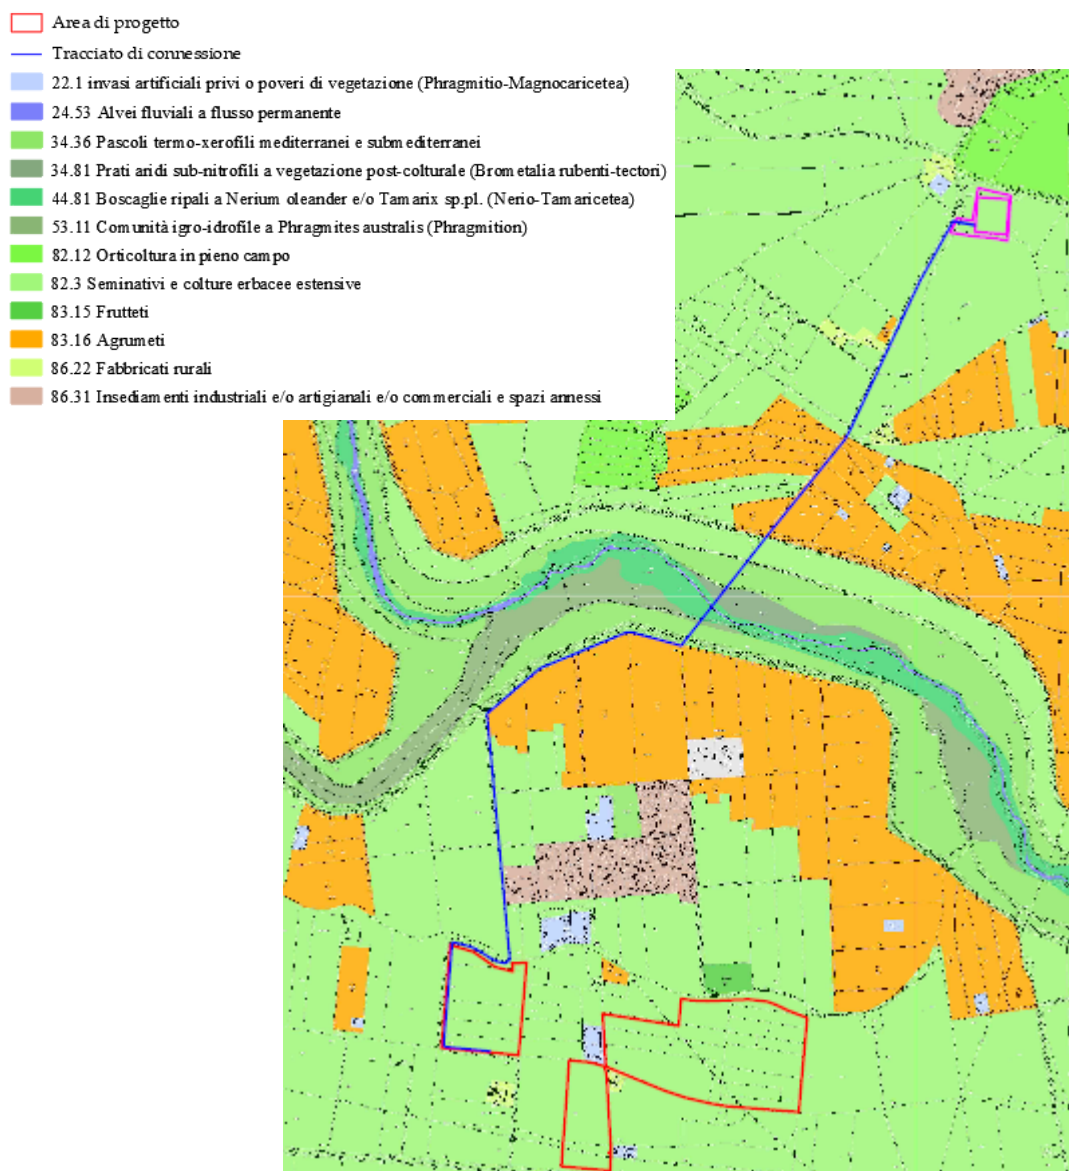 Area di progetto
Tracciato di connessione
22.1 invasi artificiali privi o poveri di vegetazione (Phragmitio-Magnocaricetea)
24.53 Alvei fluviali a flusso permanente
34.36 Pascoli termo-xerofili mediterranei e submediterranei
34.81 Prati aridi sub-nitrofili a vegetazione post-colturale (Brometalia rubenti-tectori)
44.81 Boscaglie ripali a Nerium oleander e/o Tamarix sp.pl. (Nerio-Tamaricetea)
53.11 Comunità igro-idrofile a Phragmites australis (Phragmition)
82.12 Orticoltura in pieno campo
82.3 Seminativi e colture erbacee estensive
83.15 Frutteti
83.16 Agrumeti
86.22 Fabbricati rurali
86.31 Insediamenti industriali e/o artigianali e/o commerciali e spazi annessi